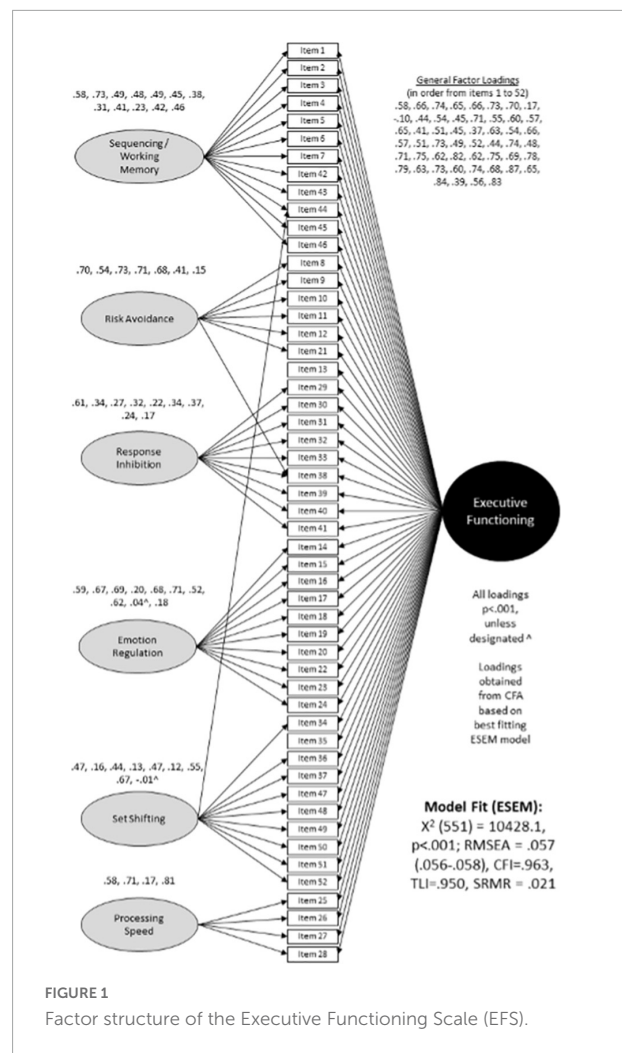 .58, .73, .49, .48, .49, .45, .38,
.31, .41, .23, .42, .46
Sequencing/
Working
Memory
.70, .54, .73, .71, .68, .41, .15
Risk Avoidance
.61, .34, .27, .32, .22, .34, .37,
.24, .17
Response
Inhibition
.59, .67, .69, .20, .68, .71, .52,
.62, .04^, .18
Emotion
Regulation
.47, .16, .44, .13, .47, .12, .55,
.67, -.01^
Set Shifting
.58, .71, .17, .81
Processing
Speed
Item 1
Item 2
Item 3
Item 4
Item 5
Item 6
Item 7
Item 42
Item 43
Item 44
Item 45
Item 46
Item 8
Item 9
Item 10
Item 11
Item 12
Item 21
Item 13
Item 29
Item 30
Item 31
Item 32
Item 33
Item 38
Item 39
Item 40
Item 41
Item 14
Item 15
Item 16
Item 17
Item 18
Item 19
Item 20
Item 22
Item 23
Item 24
Item 34
Item 35
Item 36
Item 37
Item 47
Item 48
Item 49
Item 50
Item 51
Item 52
Item 25
Item 26
Item 27
Item 28
General Factor Loadings
(in order from items 1 to 52)
.58, .66, .74, .65, .66, .73, .70, .17,
-.10, .44, .54, .45, .71, .55, .60, .57,
.65, .41, .51, .45, .37, .63, .54, .66,
.57, .51, .73, .49, .52, .44, .74, .48,
.71, .75, .62, .82, .62, .75, .69, .78,
.79, .63, .73, .60, .74, .68, .87, .65,
.84, .39, .56, .83
Executive
Functioning
All loadings
p<.001,
unless
designated ^
Loadings
obtained
from CFA
based on
best fitting
ESEM model
Model Fit (ESEM):
X² (551) = 10428.1,
p<.001; RMSEA = .057
(.056-.058), CFI=.963,
TLI=.950, SRMR = .021
FIGURE 1
Factor structure of the Executive Functioning Scale (EFS).